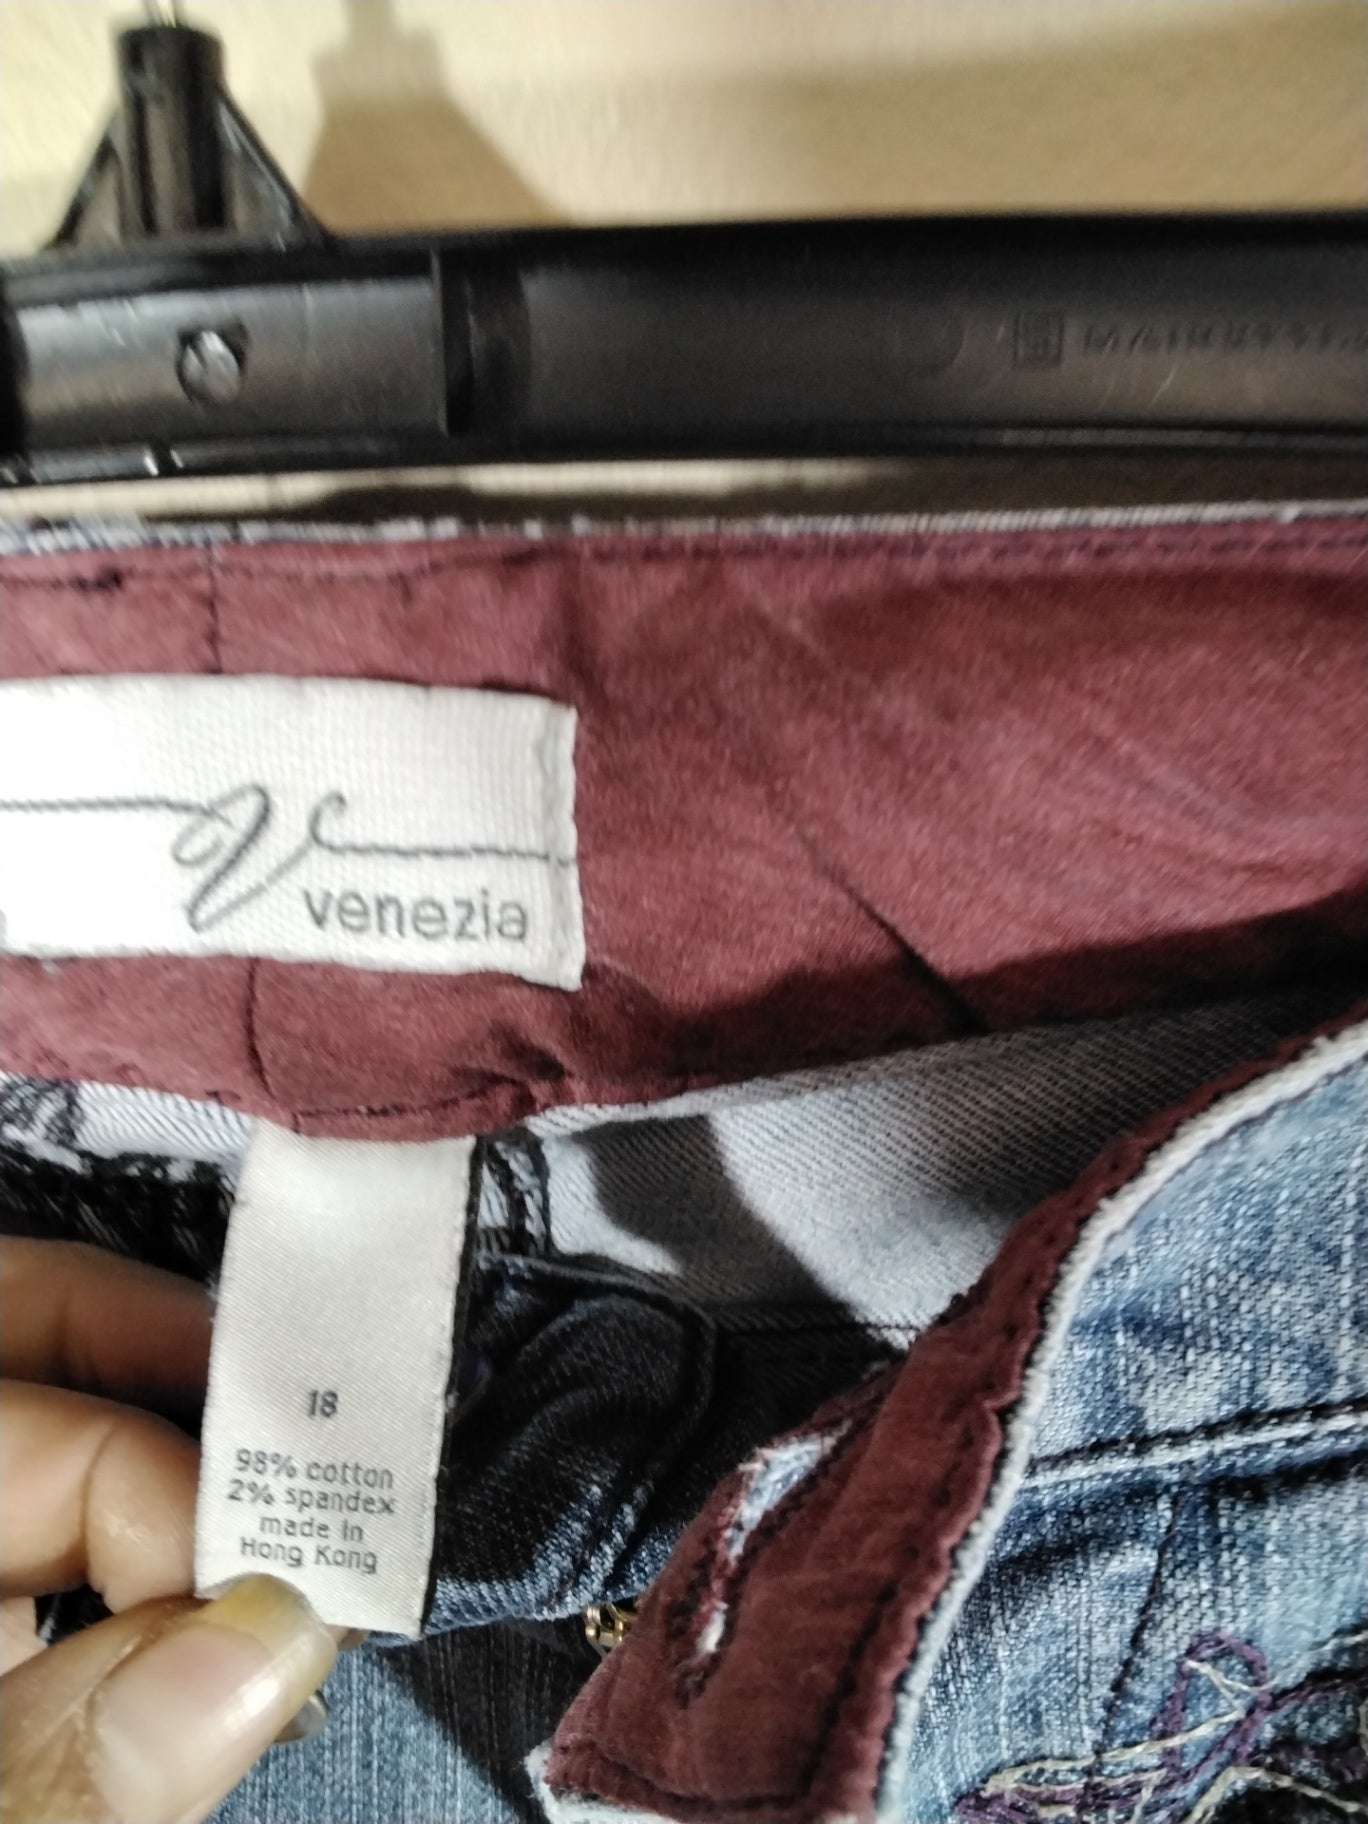 venezia
18
98% cotton
2% spandex
made in
Hong Kong